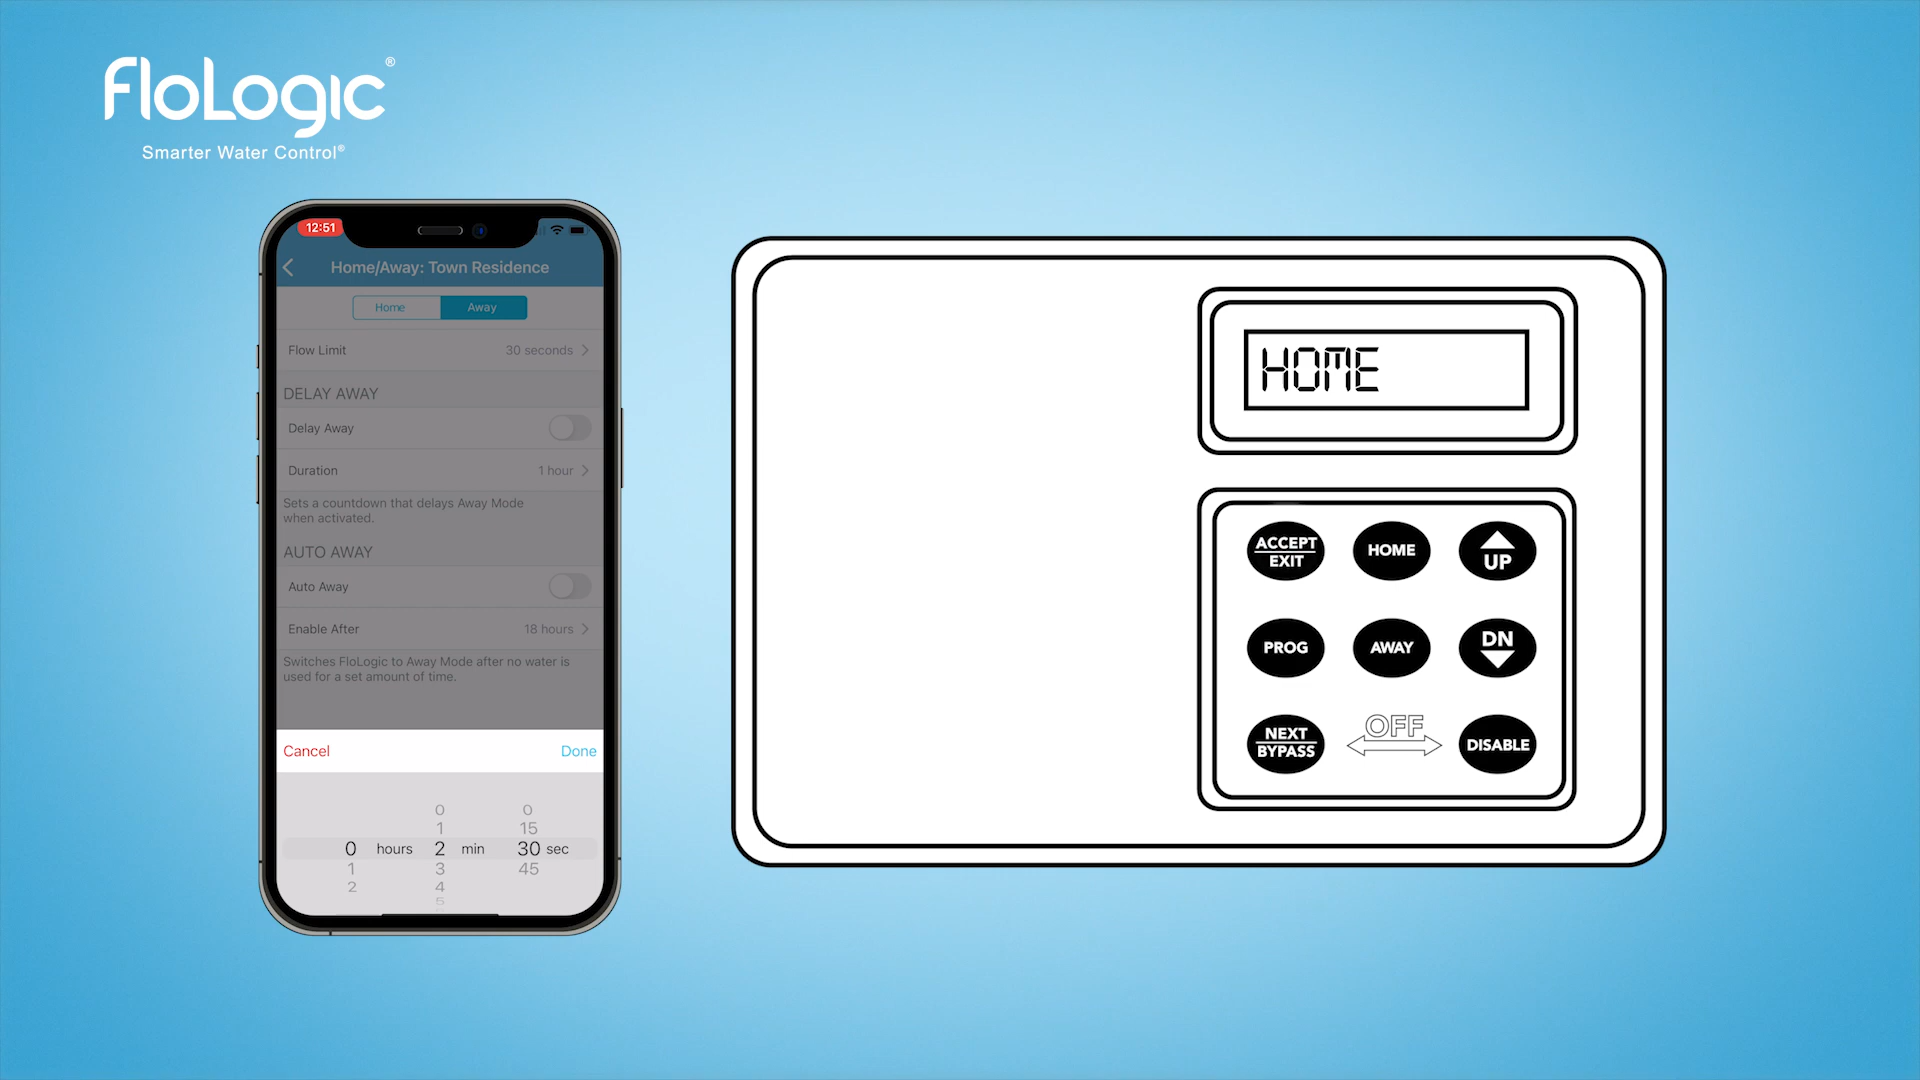 FloLogic®
Smarter Water Control®
12:51
Home/Away: Town Residence
Home Away
Flow Limit 30 seconds
DELAY AWAY
Delay Away
Duration 1 hour
Sets a countdown that delays Away Mode
when activated.
AUTO AWAY
Auto Away
Enable After 18 hours
Switches FloLogic to Away Mode after no water is
used for a set amount of time.
Cancel Done
0 0
1 15
0 hours 2 min 30 sec
1 3 45
2 4
5
HOME
ACCEPT
EXIT
HOME
UP
PROG
AWAY
DN
NEXT
BYPASS
OFF
DISABLE